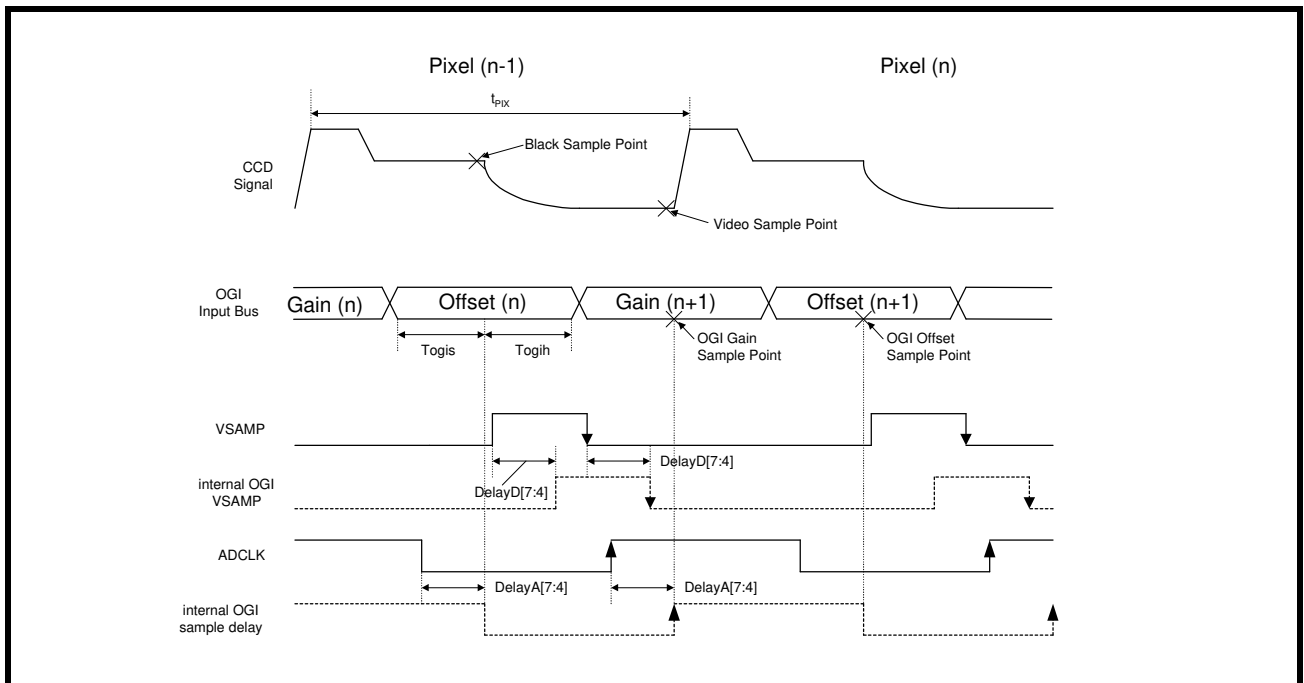 Pixel (n-1)
Pixel (n)
tPIX
Black Sample Point
CCD
Signal
Video Sample Point
OGI
Input Bus
Gain (n)
Offset (n)
Gain (n+1)
Offset (n+1)
Togis
Togih
OGI Gain
Sample Point
OGI Offset
Sample Point
VSAMP
DelayD[7:4]
DelayD[7:4]
internal OGI
VSAMP
ADCLK
DelayA[7:4]
DelayA[7:4]
internal OGI
sample delay